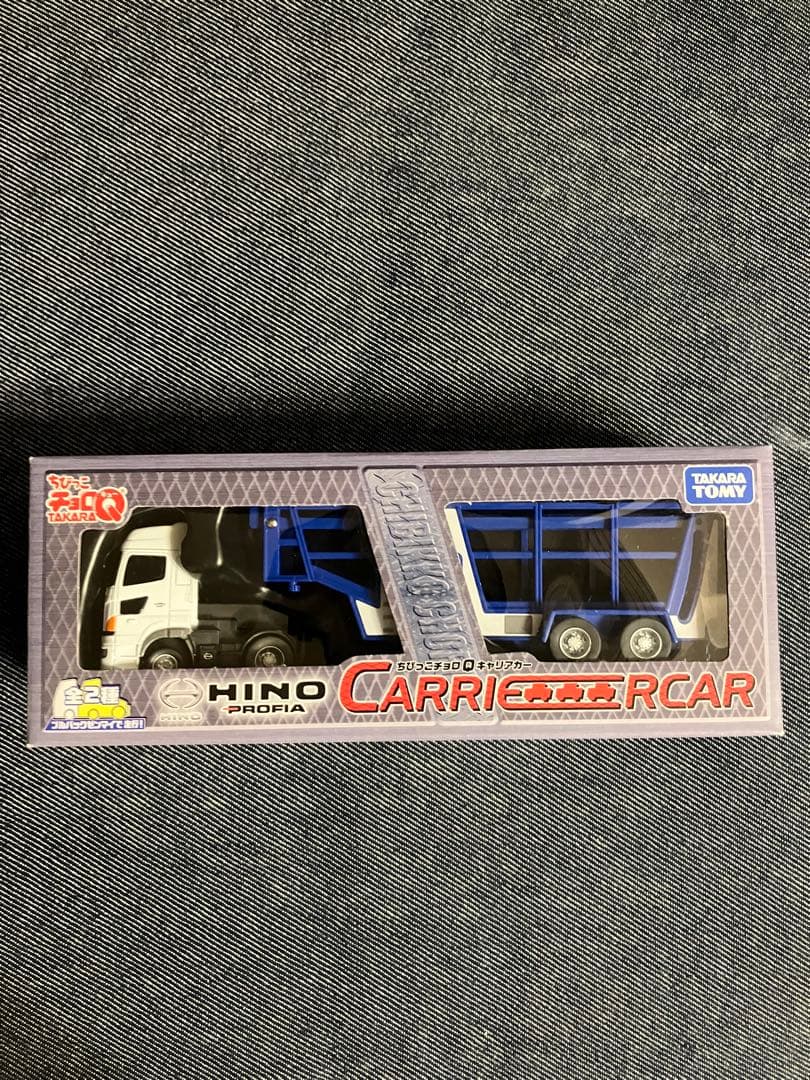 ちびっこ
チョロQ
TAKARA
TAKARA
TOMY
ちびっこチョロQキャリアカー
HINO
HINO
PROFIA
CARRIERCAR
全2種
プルバックゼンマイで走行!